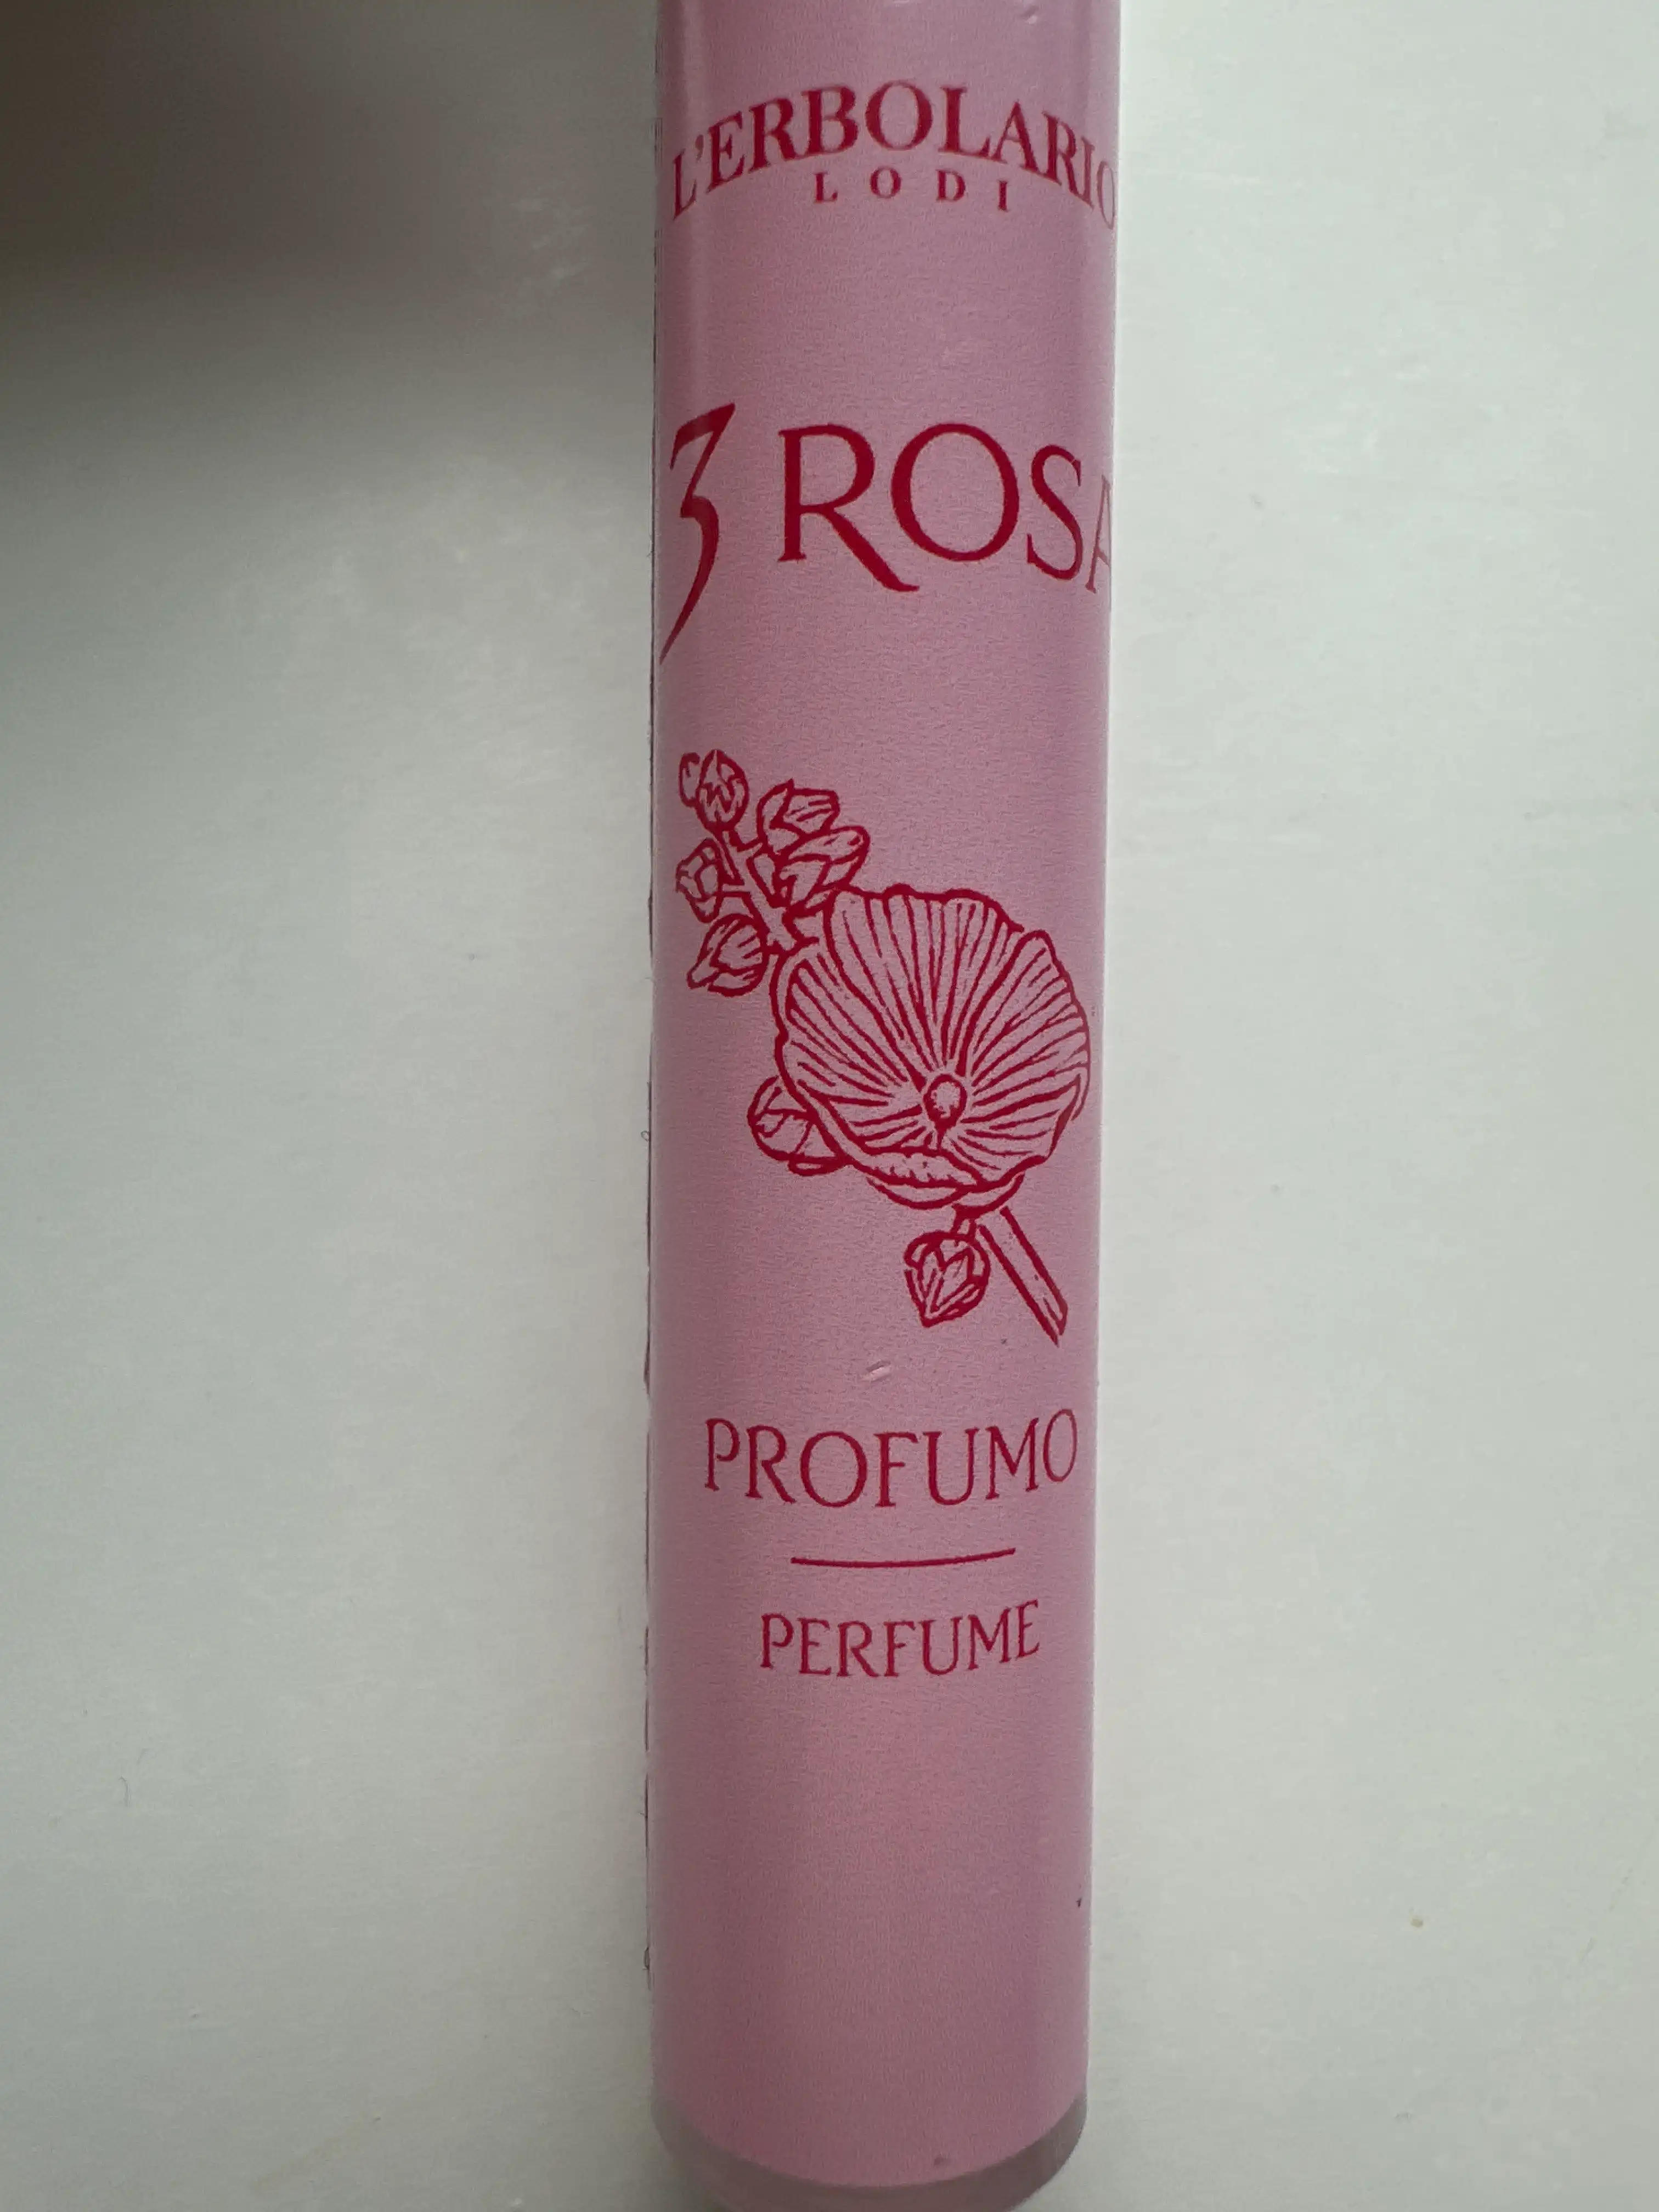 L'ERBOLARIO
LODI
3 ROSA
PROFUMO
PERFUME